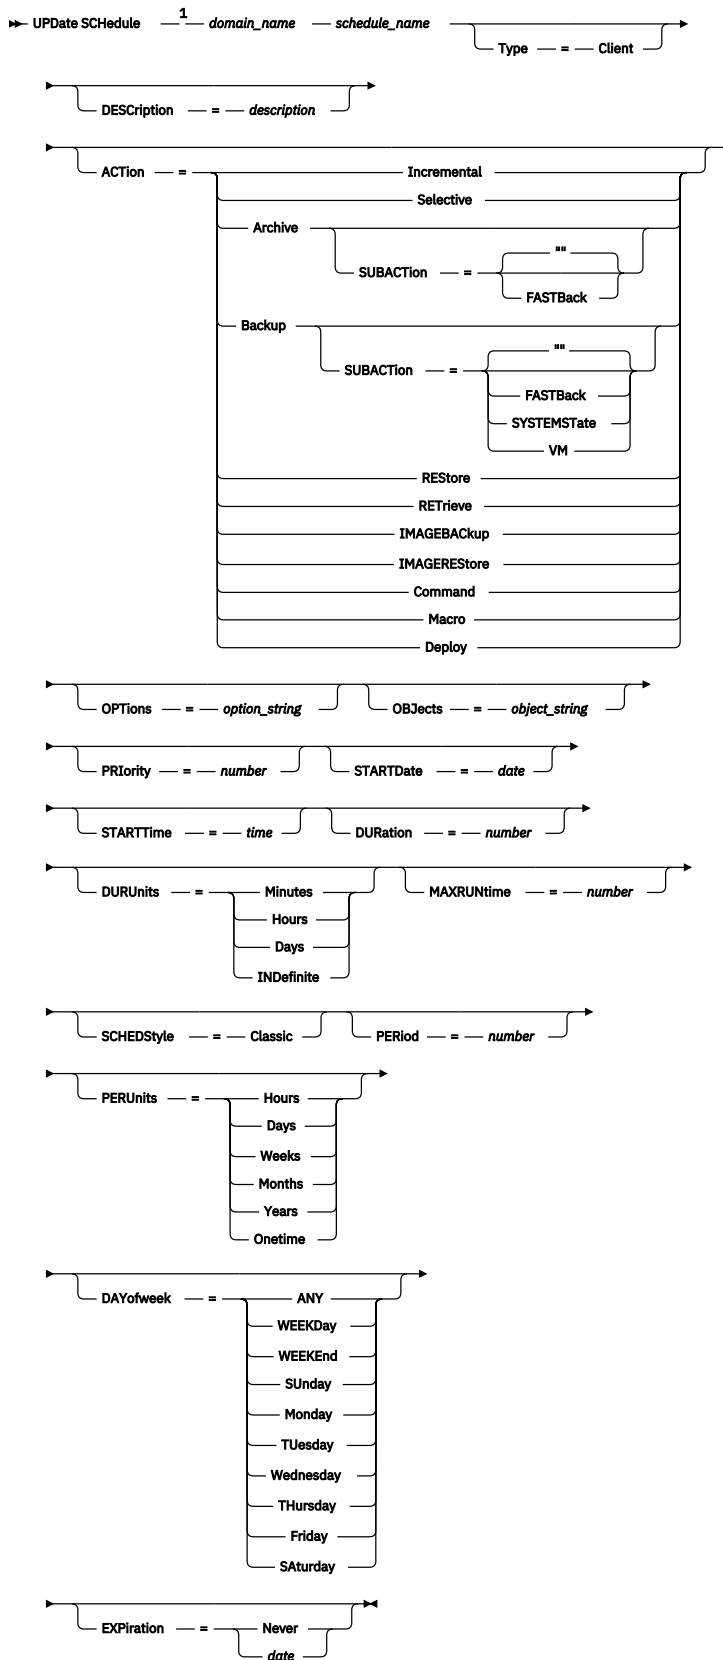 UPDate SCHedule 1 domain_name schedule_name
Type = Client
DESCription = description
ACTion = Incremental
Selective
Archive
SUBACTion = ""
FASTBack
Backup
SUBACTion = ""
FASTBack
SYSTEMSTate
VM
REStore
RETrieve
IMAGEBACkup
IMAGEREStore
Command
Macro
Deploy
OPTions = option_string OBJects = object_string
PRIority = number STARTDate = date
STARTTime = time DURation = number
DURUnits = Minutes MAXRUNtime = number
Hours
Days
INDefinite
SCHEDStyle = Classic PERiod = number
PERUnits = Hours
Days
Weeks
Months
Years
Onetime
DAYofweek = ANY
WEEKDay
WEEKEnd
SUnday
Monday
TUesday
Wednesday
THursday
Friday
SAturday
EXPiration = Never
date